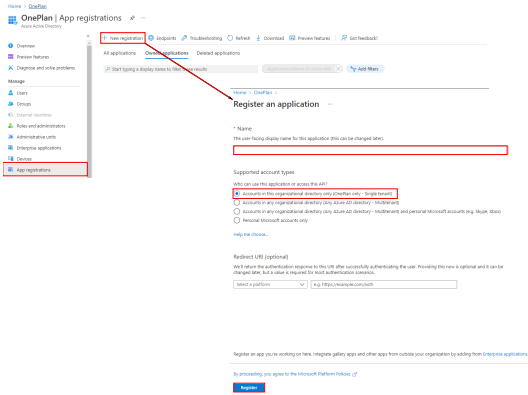 Home > OnePlan
OnePlan | App registrations
Azure Active Directory
New registration
Endpoints
Troubleshooting
Refresh
Download
Preview features
Got feedback?
All applications
Owned applications
Deleted applications
Start typing a display name to filter these results
Add filters
Overview
Preview features
Diagnose and solve problems
Manage
Users
Groups
External Identities
Roles and administrators
Administrative units
Enterprise applications
Devices
App registrations
Home > OnePlan >
Register an application
* Name
The user-facing display name for this application (this can be changed later).
Supported account types
Who can use this application or access this API?
Accounts in this organizational directory only (OnePlan only - Single tenant)
Accounts in any organizational directory (Any Azure AD directory - Multitenant)
Accounts in any organizational directory (Any Azure AD directory - Multitenant) and personal Microsoft accounts (e.g. Skype, Xbox)
Personal Microsoft accounts only
Help me choose...
Redirect URI (optional)
We'll return the authentication response to this URI after successfully authenticating the user. Providing this now is optional and it can be
changed later, but a value is required for most authentication scenarios.
Select a platform
e.g. https://example.com/auth
Register an app you're working on here. Integrate gallery apps and other apps from outside your organization by adding from Enterprise applications.
By proceeding, you agree to the Microsoft Platform Policies
Register